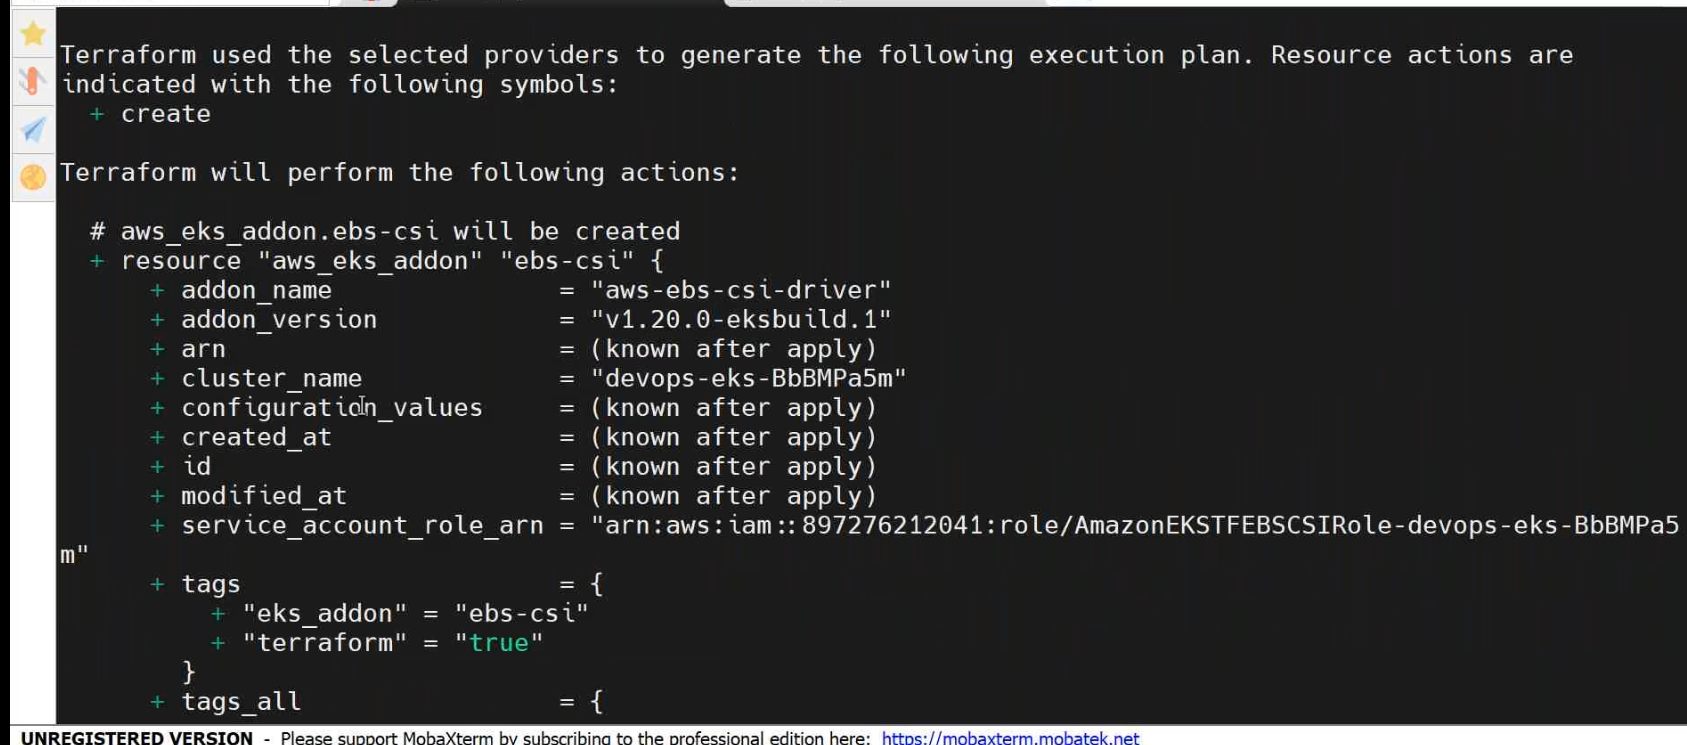 Terraform used the selected providers to generate the following execution plan. Resource actions are
indicated with the following symbols:
+ create
Terraform will perform the following actions:
# aws_eks_addon.ebs-csi will be created
+ resource "aws_eks_addon" "ebs-csi" {
+ addon_name = "aws-ebs-csi-driver"
+ addon_version = "v1.20.0-eksbuild.1"
+ arn = (known after apply)
+ cluster_name = "devops-eks-BbBMPa5m"
+ configuration_values = (known after apply)
+ created_at = (known after apply)
+ id = (known after apply)
+ modified_at = (known after apply)
+ service_account_role_arn = "arn:aws:iam::897276212041:role/AmazonEKSTFEBSCSIRole-devops-eks-BbBMPa5
m"
+ tags = {
+ "eks_addon" = "ebs-csi"
+ "terraform" = "true"
}
+ tags_all = {
UNREGISTERED VERSION - Please support MobaXterm by subscribing to the professional edition here: https://mobaxterm.mobatek.net